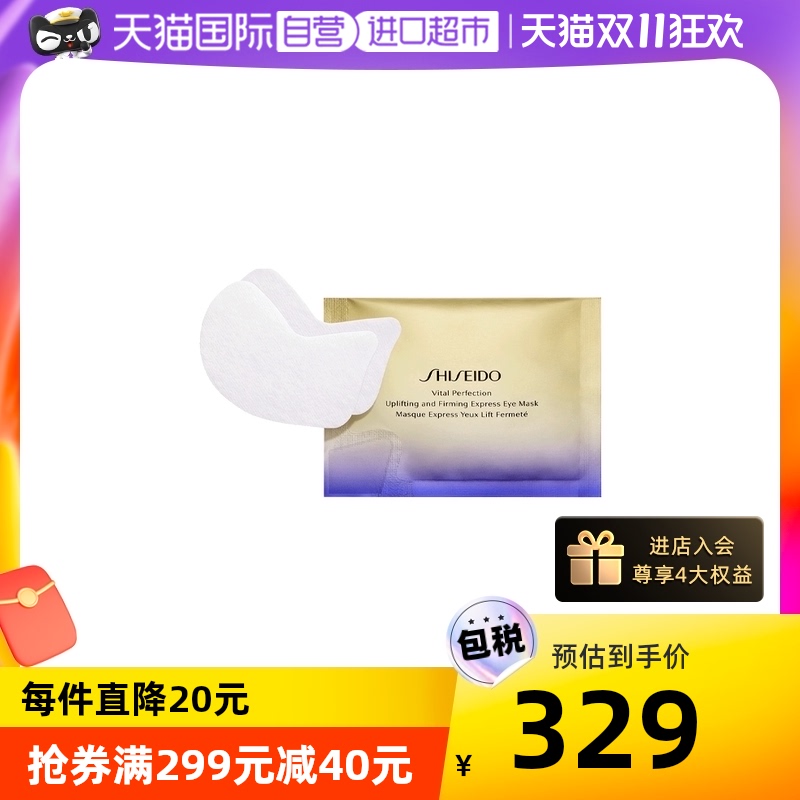 天猫国际 自营 进口超市 天猫双11狂欢
SHISEIDO
Vital Perfection
Uplifting and Firming Express Eye Mask
Masque Express Yeux Lift Fermeté
进店入会
尊享4大权益
包税
预估到手价
¥ 329
每件直降20元
抢券满299元减40元